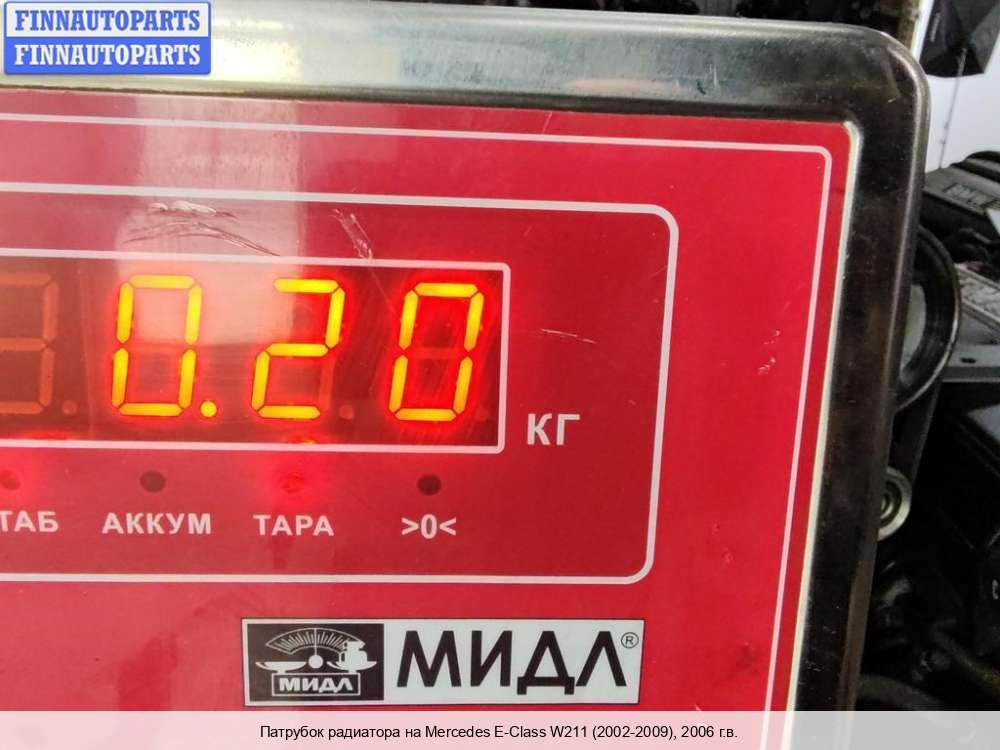 FINNAUTOPARTS
FINNAUTOPARTS
0.20
КГ
ТАБ АККУМ ТАРА >0<
МИДЛ МИДЛ®
Патрубок радиатора на Mercedes E-Class W211 (2002-2009), 2006 г.в.